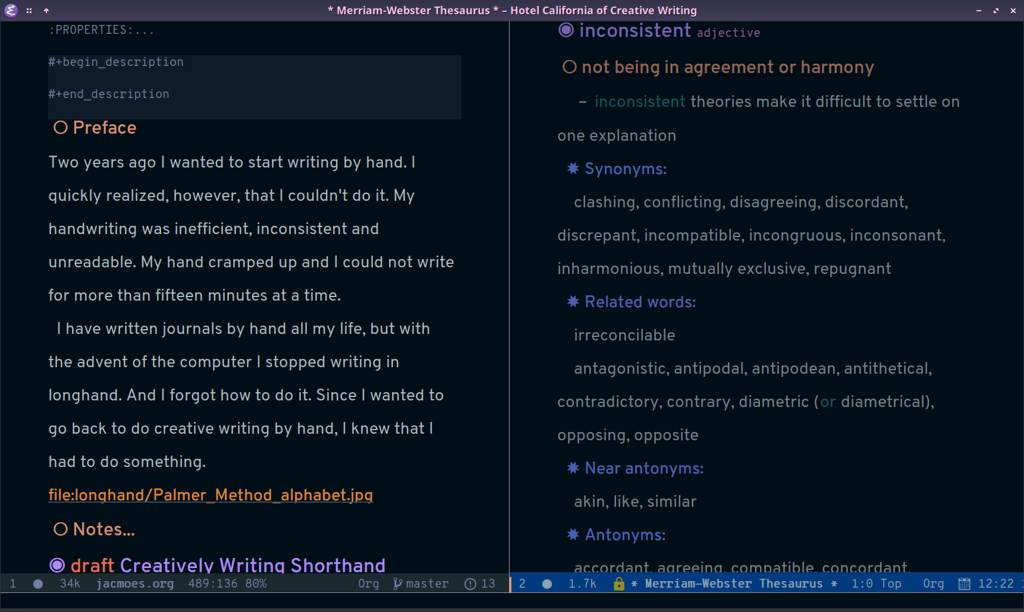 * Merriam-Webster Thesaurus * – Hotel California of Creative Writing
:PROPERTIES:...
#+begin_description
#+end_description
Preface
Two years ago I wanted to start writing by hand. I
quickly realized, however, that I couldn't do it. My
handwriting was inefficient, inconsistent and
unreadable. My hand cramped up and I could not write
for more than fifteen minutes at a time.
I have written journals by hand all my life, but with
the advent of the computer I stopped writing in
longhand. And I forgot how to do it. Since I wanted to
go back to do creative writing by hand, I knew that I
had to do something.
file:longhand/Palmer_Method_alphabet.jpg
Notes...
draft Creatively Writing Shorthand
1 34k jacmoes.org 489:136 80% Org master 13
inconsistent adjective
not being in agreement or harmony
– inconsistent theories make it difficult to settle on
one explanation
✸ Synonyms:
clashing, conflicting, disagreeing, discordant,
discrepant, incompatible, incongruous, inconsonant,
inharmonious, mutually exclusive, repugnant
✸ Related words:
irreconcilable
antagonistic, antipodal, antipodean, antithetical,
contradictory, contrary, diametric (or diametrical),
opposing, opposite
✸ Near antonyms:
akin, like, similar
✸ Antonyms:
accordant, agreeing, compatible, concordant,
2 1.7k * Merriam-Webster Thesaurus * 1:0 Top Org 12:22